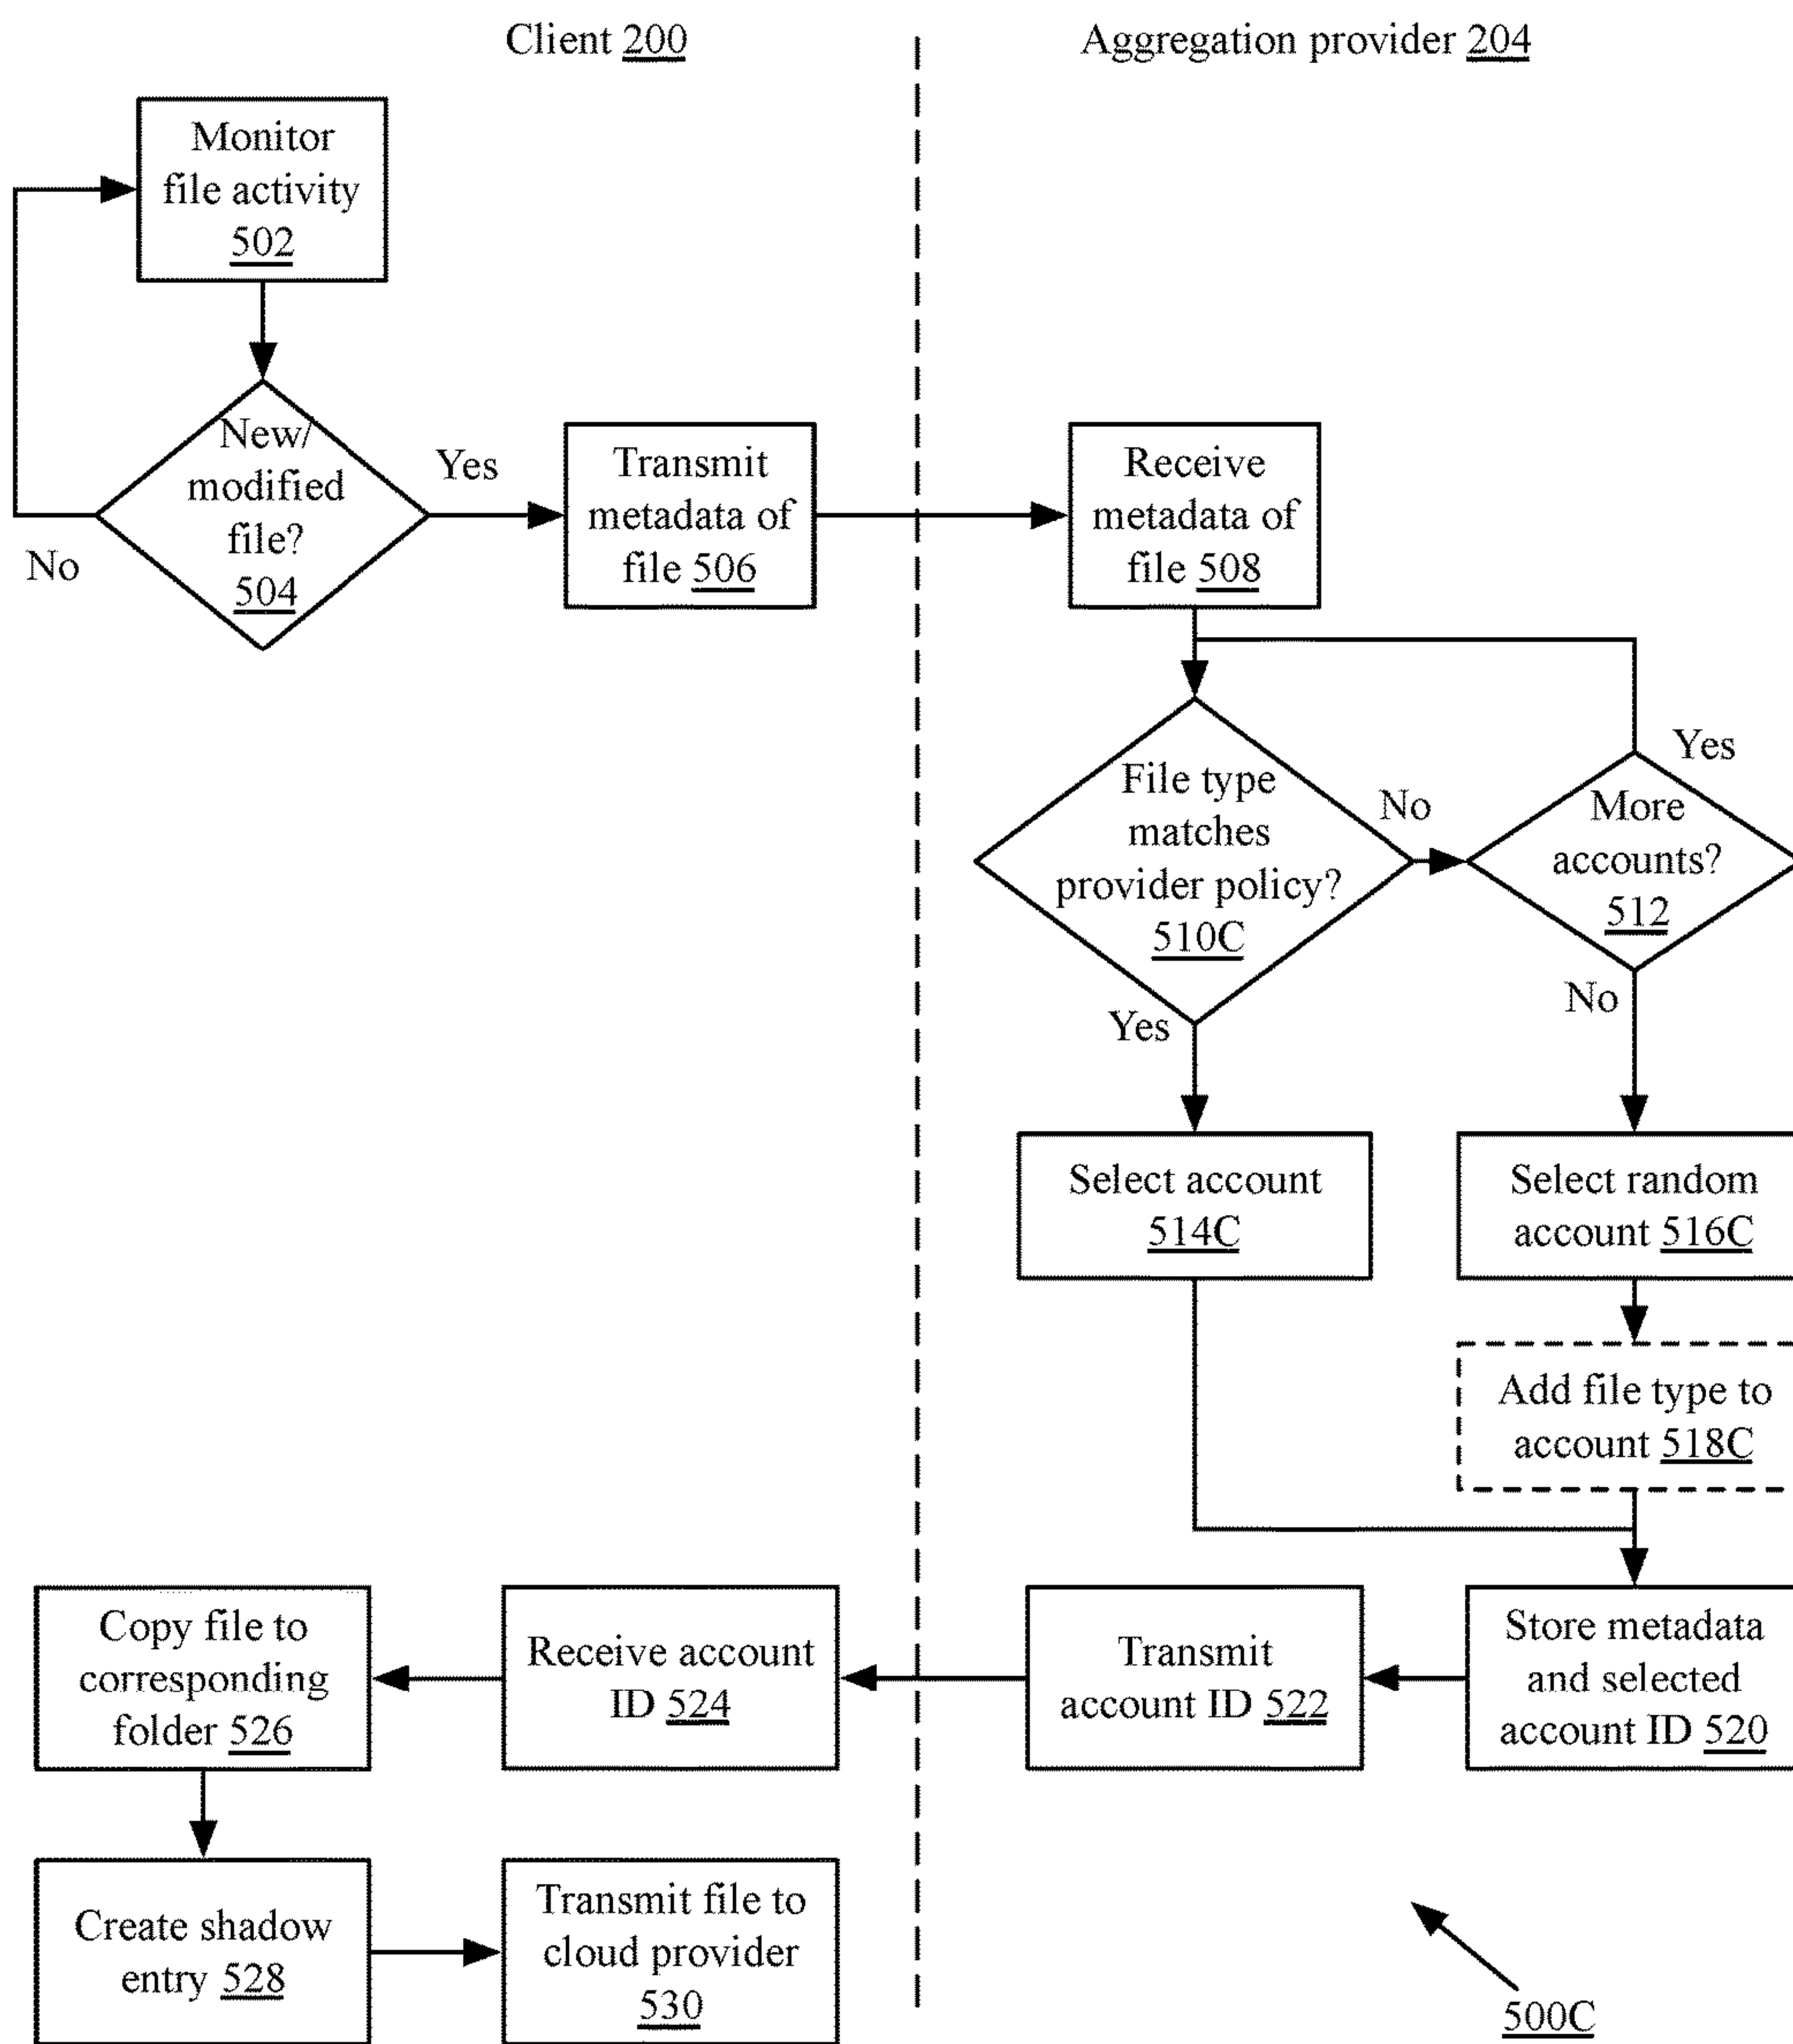 Client 200
Aggregation provider 204
Monitor
file activity
502
New/
modified
file?
504
Yes
No
Transmit
metadata of
file 506
Receive
metadata of
file 508
File type
matches
provider policy?
510C
No
Yes
More
accounts?
512
Yes
No
Select account
514C
Select random
account 516C
Add file type to
account 518C
Store metadata
and selected
account ID 520
Transmit
account ID 522
Receive account
ID 524
Copy file to
corresponding
folder 526
Create shadow
entry 528
Transmit file to
cloud provider
530
500C